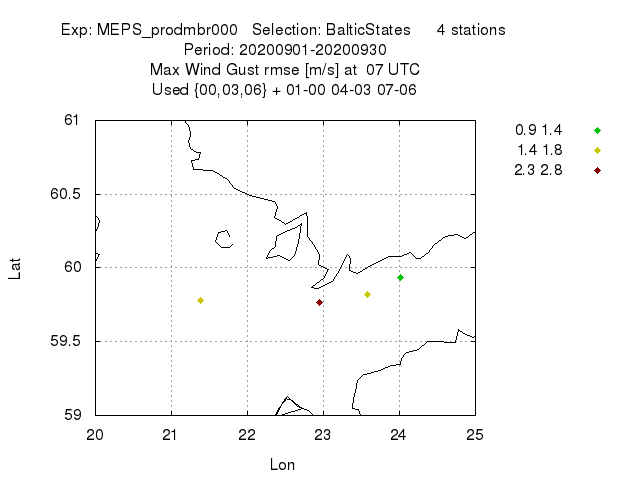 Exp: MEPS_prodmbr000 Selection: BalticStates 4 stations
Period: 20200901-20200930
Max Wind Gust rmse [m/s] at 07 UTC
Used {00,03,06} + 01-00 04-03 07-06
0.9 1.4
1.4 1.8
2.3 2.8
61
60.5
60
59.5
59
Lat
20 21 22 23 24 25
Lon